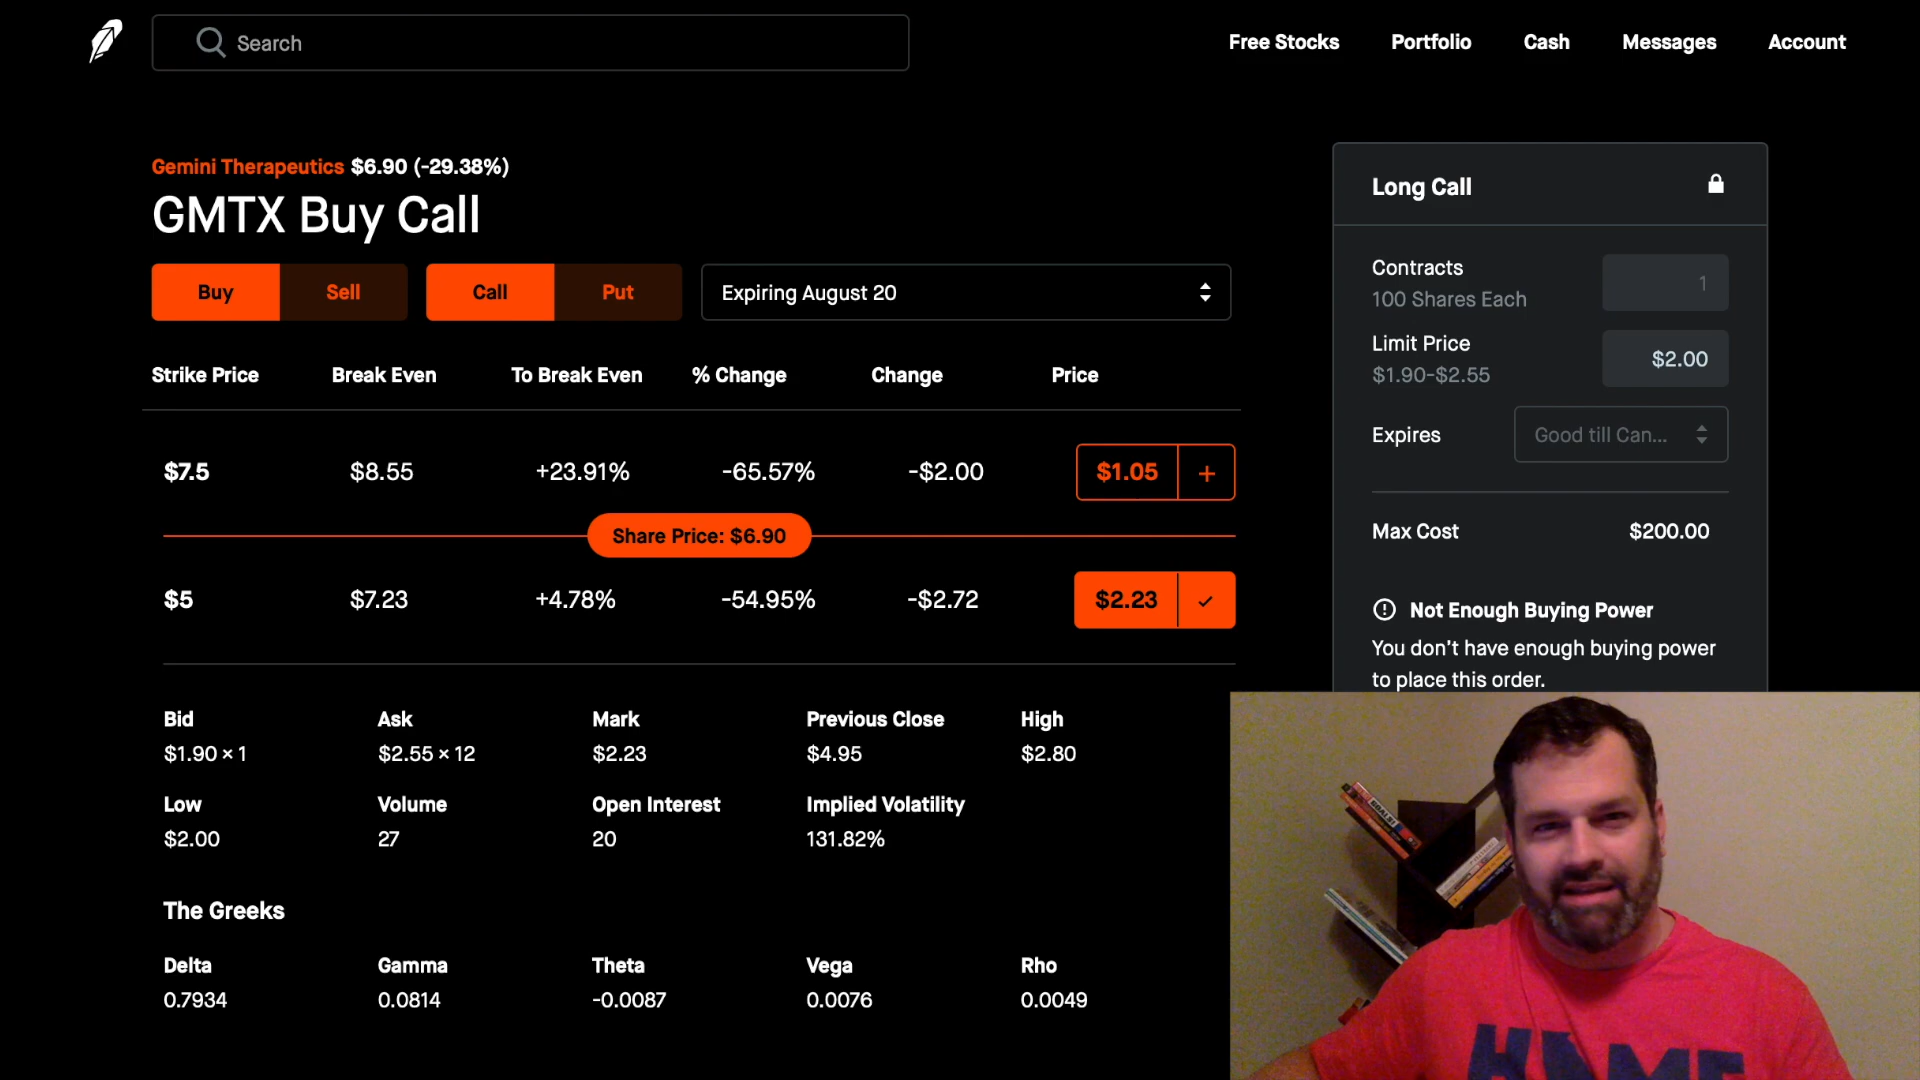 Search
Free Stocks Portfolio Cash Messages Account
Gemini Therapeutics $6.90 (-29.38%)
GMTX Buy Call
Buy Sell Call Put Expiring August 20
Strike Price Break Even To Break Even % Change Change Price
$7.5 $8.55 +23.91% -65.57% -$2.00 $1.05 +
Share Price: $6.90
$5 $7.23 +4.78% -54.95% -$2.72 $2.23
Bid Ask Mark Previous Close High
$1.90 × 1 $2.55 × 12 $2.23 $4.95 $2.80
Low Volume Open Interest Implied Volatility
$2.00 27 20 131.82%
The Greeks
Delta Gamma Theta Vega Rho
0.7934 0.0814 -0.0087 0.0076 0.0049
Long Call
Contracts 1
100 Shares Each
Limit Price $2.00
$1.90-$2.55
Expires Good till Can...
Max Cost $200.00
Not Enough Buying Power
You don't have enough buying power
to place this order.